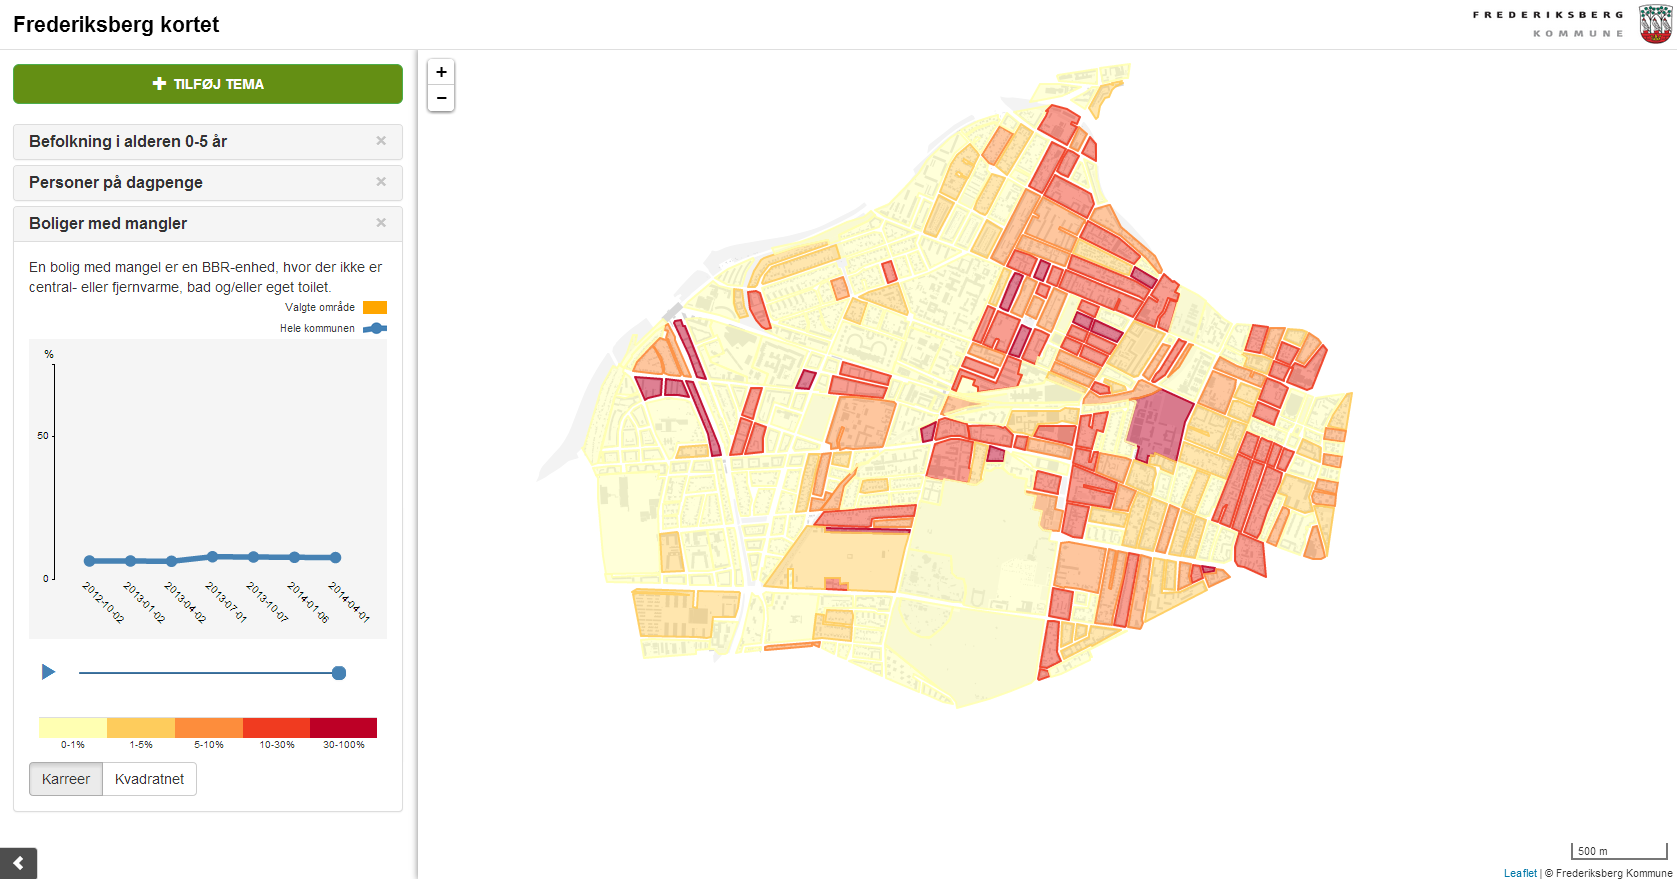 Frederiksberg kortet
FREDERIKSBERG
KOMMUNE
TILFØJ TEMA
Befolkning i alderen 0-5 år ×
Personer på dagpenge ×
Boliger med mangler ×
En bolig med mangel er en BBR-enhed, hvor der ikke er
central- eller fjernvarme, bad og/eller eget toilet.
Valgte område
Hele kommunen
%
50
0
2012-10-02
2013-01-02
2013-04-02
2013-07-01
2013-10-07
2014-01-06
2014-04-01
0-1% 1-5% 5-10% 10-30% 30-100%
Karreer Kvadratnet
+
−
500 m
Leaflet | © Frederiksberg Kommune